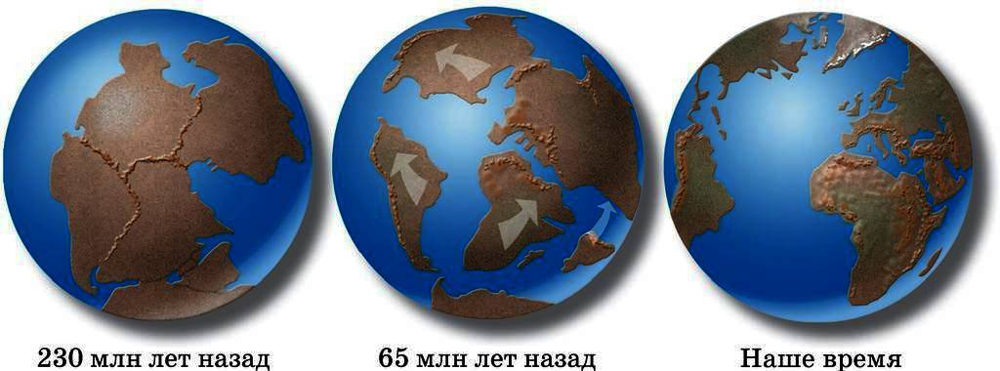 230 млн лет назад
65 млн лет назад
Наше время